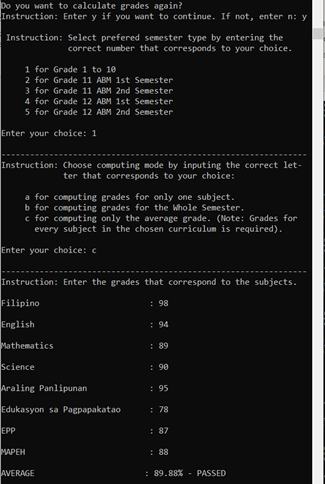 Do you want to calculate grades again?
Instruction: Enter y if you want to continue. If not, enter n: y
Instruction: Select prefered semester type by entering the
correct number that corresponds to your choice.
1 for Grade 1 to 10
2 for Grade 11 ABM 1st Semester
3 for Grade 11 ABM 2nd Semester
4 for Grade 12 ABM 1st Semester
5 for Grade 12 ABM 2nd Semester
Enter your choice: 1
----------------------------------------------------------------
Instruction: Choose computing mode by inputing the correct let-
ter that corresponds to your choice:
a for computing grades for only one subject.
b for computing grades for the Whole Semester.
c for computing only the average grade. (Note: Grades for
every subject in the chosen curriculum is required).
Enter your choice: c
----------------------------------------------------------------
Instruction: Enter the grades that correspond to the subjects.
Filipino : 98
English : 94
Mathematics : 89
Science : 90
Araling Panlipunan : 95
Edukasyon sa Pagpapakatao : 78
EPP : 87
MAPEH : 88
AVERAGE : 89.88% - PASSED